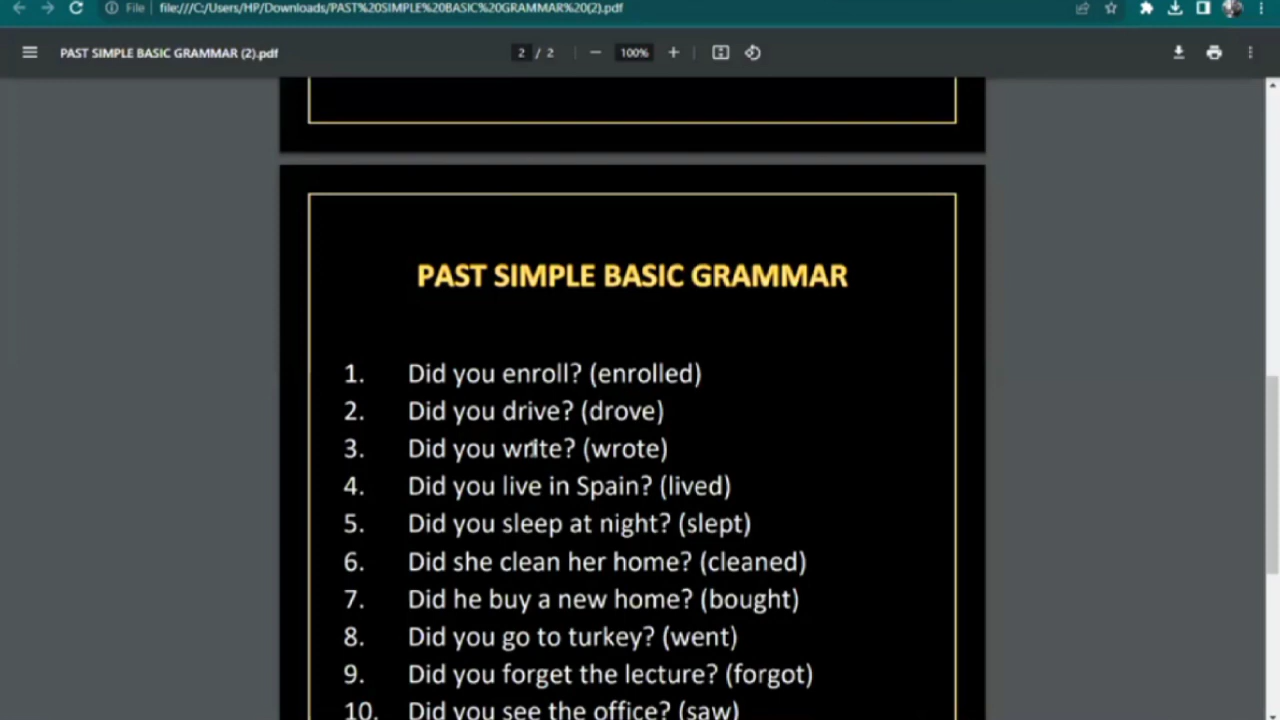 File file:///C:/Users/HP/Downloads/PAST%20SIMPLE%20BASIC%20GRAMMAR%20(2).pdf
PAST SIMPLE BASIC GRAMMAR (2).pdf 2 / 2 100%
PAST SIMPLE BASIC GRAMMAR
1. Did you enroll? (enrolled)
2. Did you drive? (drove)
3. Did you write? (wrote)
4. Did you live in Spain? (lived)
5. Did you sleep at night? (slept)
6. Did she clean her home? (cleaned)
7. Did he buy a new home? (bought)
8. Did you go to turkey? (went)
9. Did you forget the lecture? (forgot)
10. Did you see the office? (saw)